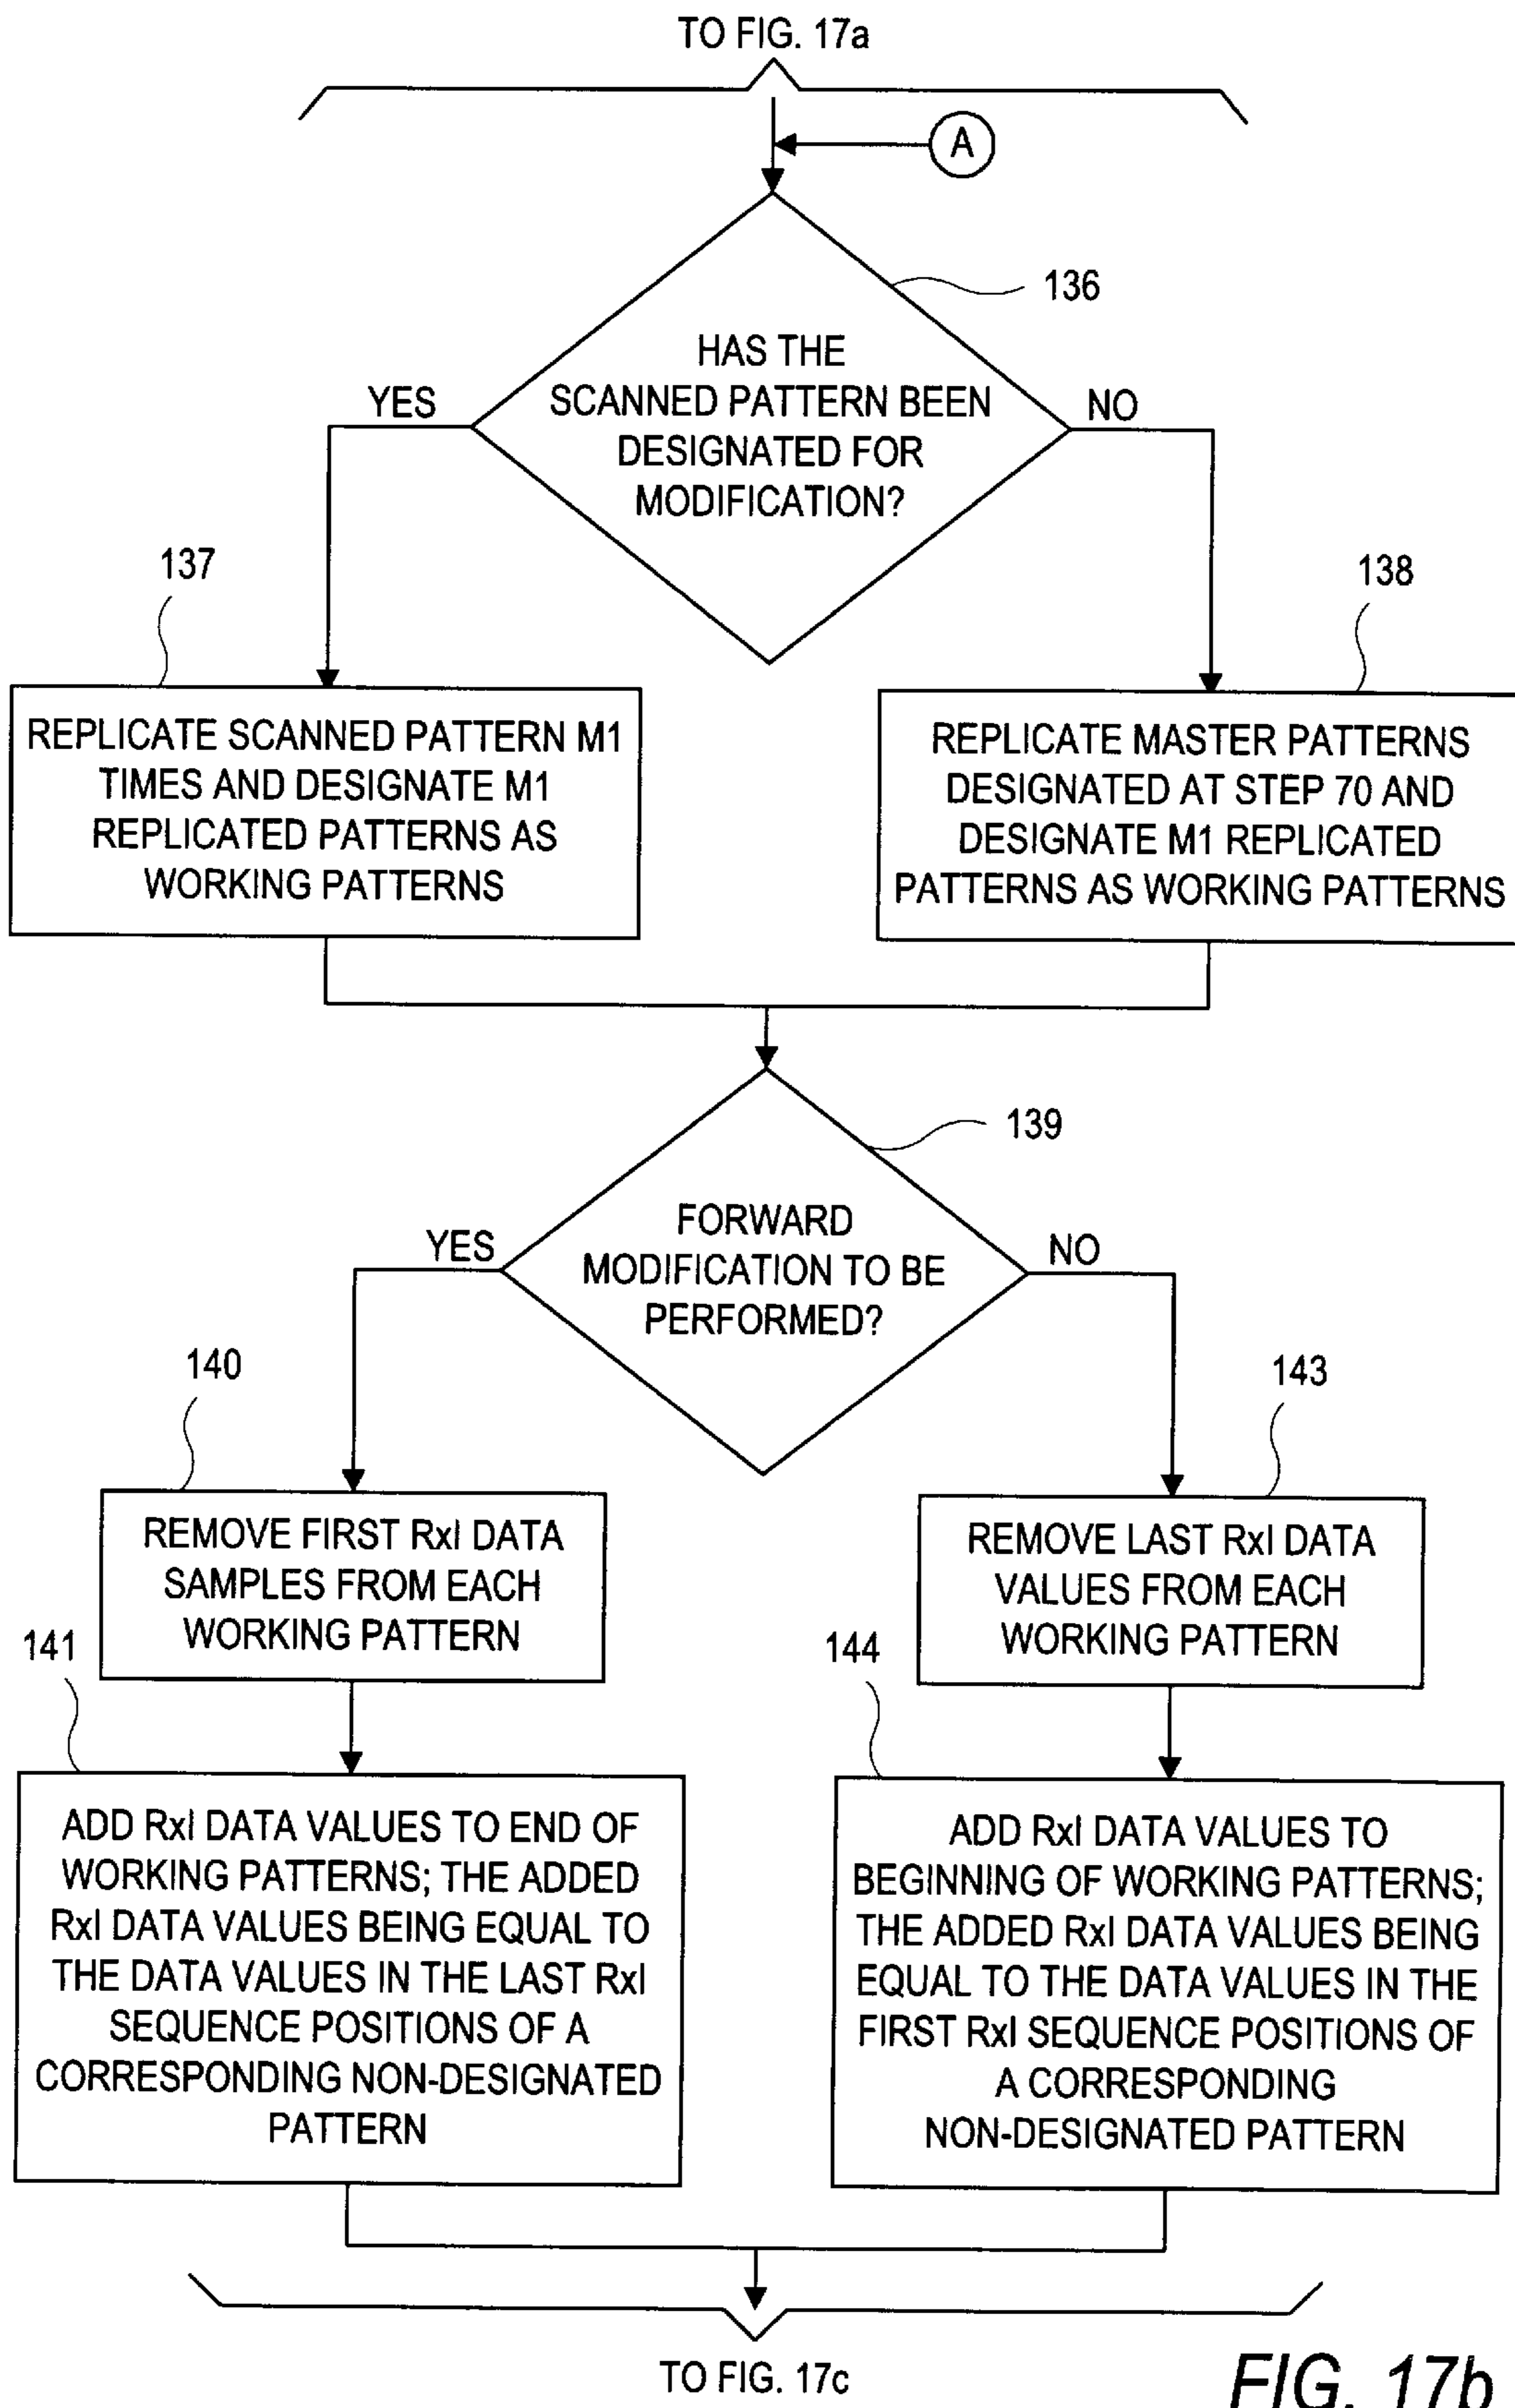 TO FIG. 17a
A
136
HAS THE
SCANNED PATTERN BEEN
DESIGNATED FOR
MODIFICATION?
YES
NO
137
138
REPLICATE SCANNED PATTERN M1
TIMES AND DESIGNATE M1
REPLICATED PATTERNS AS
WORKING PATTERNS
REPLICATE MASTER PATTERNS
DESIGNATED AT STEP 70 AND
DESIGNATE M1 REPLICATED
PATTERNS AS WORKING PATTERNS
139
FORWARD
MODIFICATION TO BE
PERFORMED?
YES
NO
140
143
REMOVE FIRST RxI DATA
SAMPLES FROM EACH
WORKING PATTERN
REMOVE LAST RxI DATA
VALUES FROM EACH
WORKING PATTERN
141
144
ADD RxI DATA VALUES TO END OF
WORKING PATTERNS; THE ADDED
RxI DATA VALUES BEING EQUAL TO
THE DATA VALUES IN THE LAST RxI
SEQUENCE POSITIONS OF A
CORRESPONDING NON-DESIGNATED
PATTERN
ADD RxI DATA VALUES TO
BEGINNING OF WORKING PATTERNS;
THE ADDED RxI DATA VALUES BEING
EQUAL TO THE DATA VALUES IN THE
FIRST RxI SEQUENCE POSITIONS OF
A CORRESPONDING
NON-DESIGNATED PATTERN
TO FIG. 17c
FIG. 17b